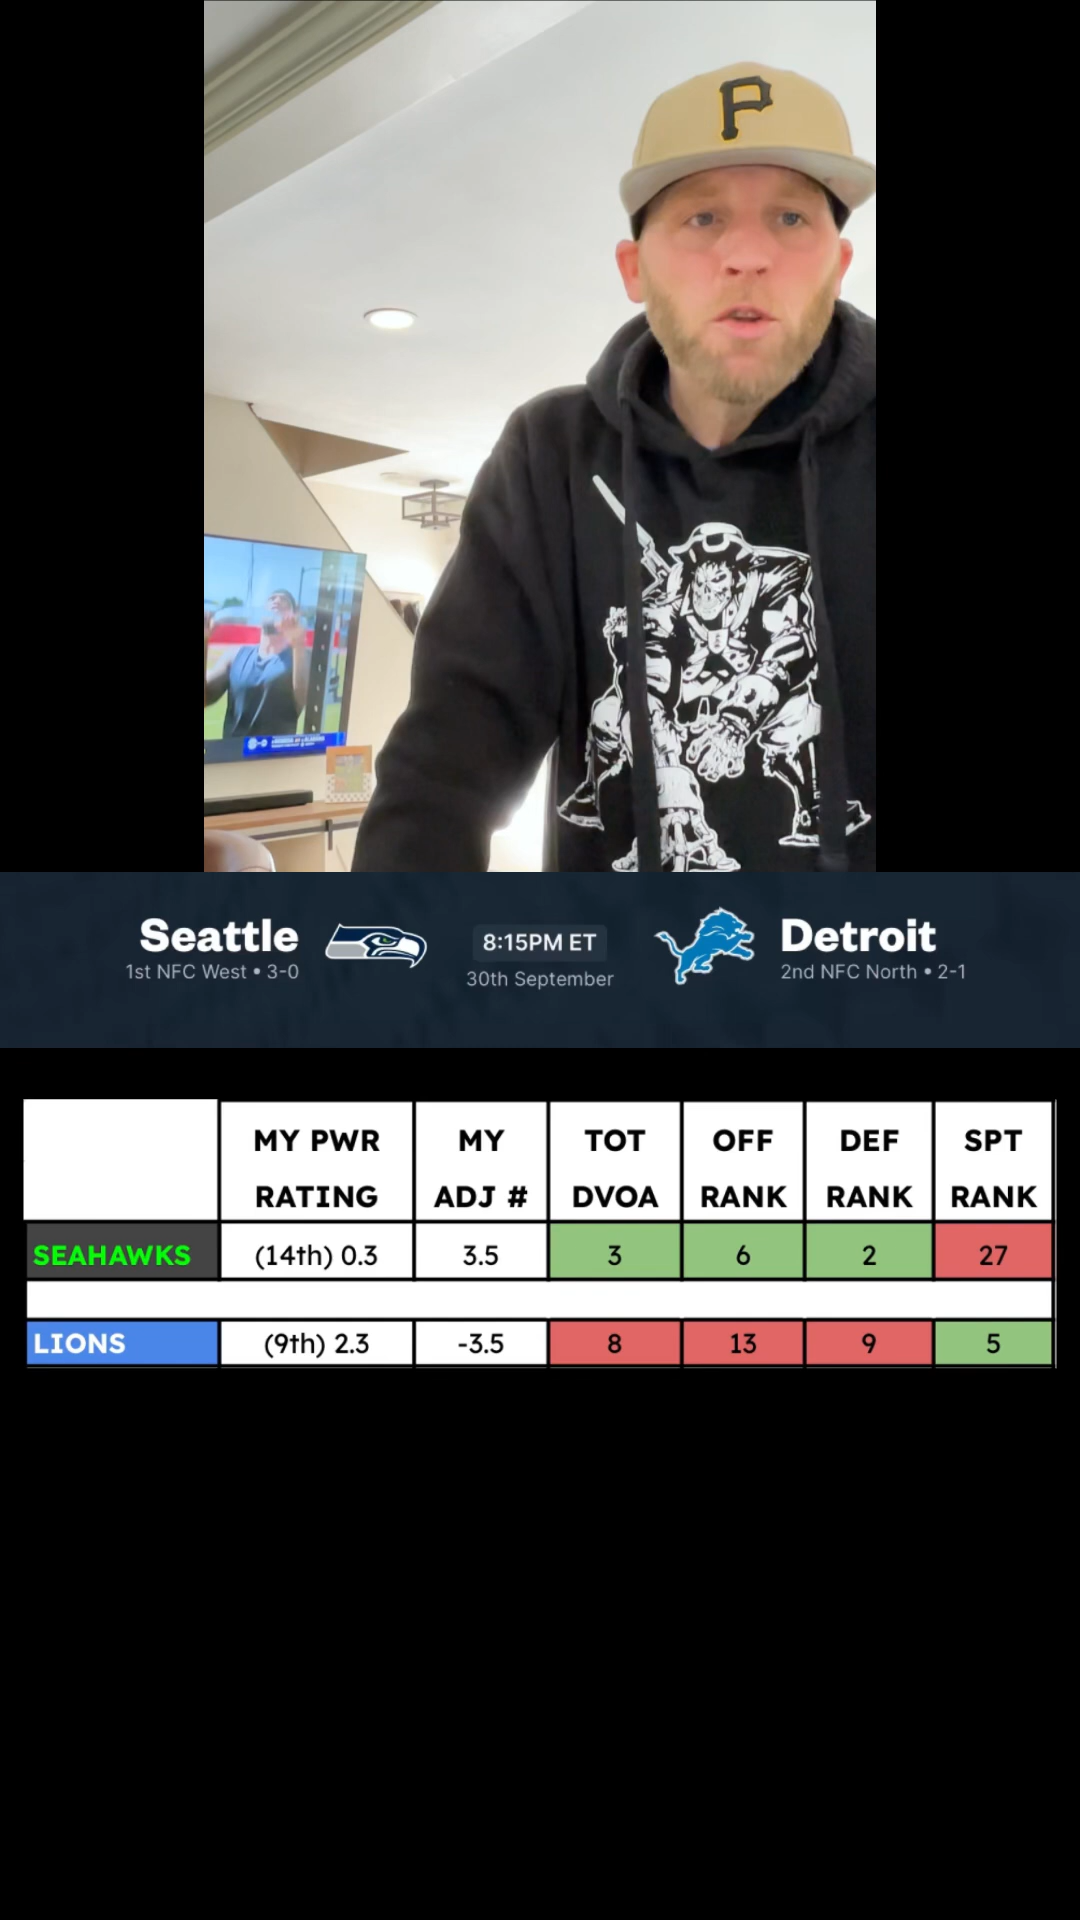 P
Seattle
1st NFC West • 3-0
8:15PM ET
30th September
Detroit
2nd NFC North • 2-1
MY PWR RATING
MY ADJ #
TOT DVOA
OFF RANK
DEF RANK
SPT RANK
SEAHAWKS (14th) 0.3 3.5 3 6 2 27
LIONS (9th) 2.3 -3.5 8 13 9 5